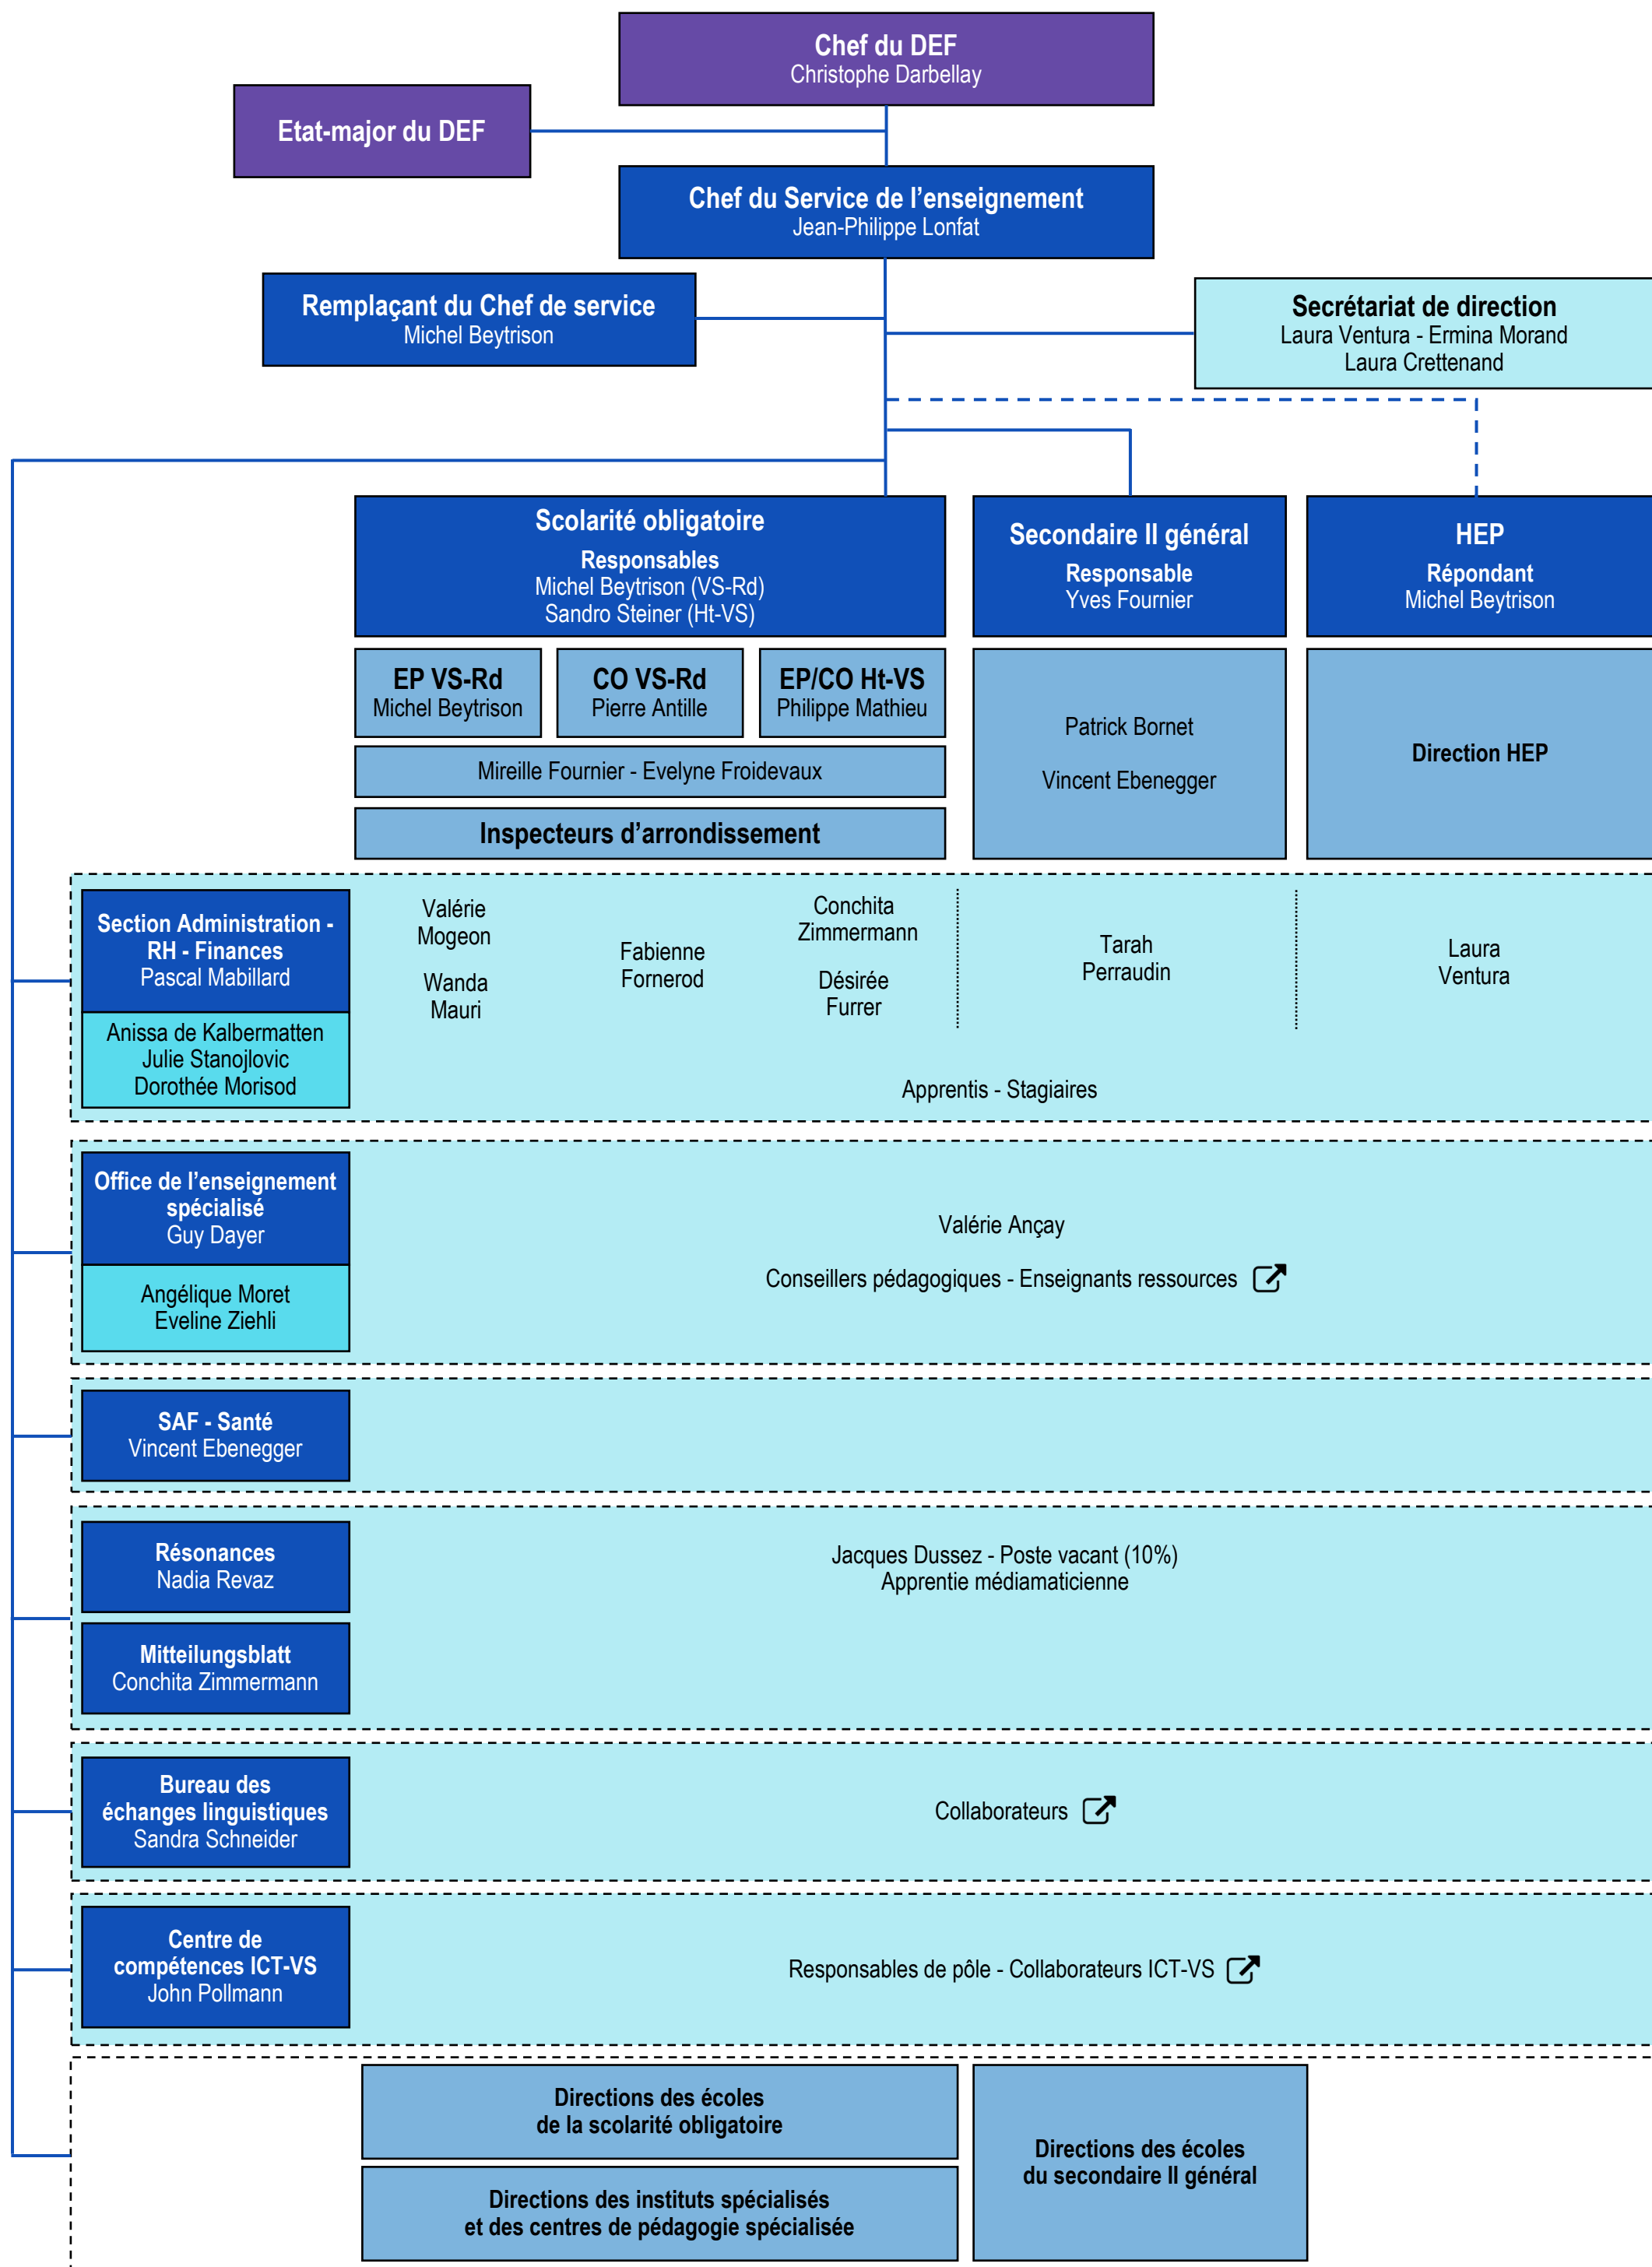 Chef du DEF
Christophe Darbellay
Etat-major du DEF
Chef du Service de l’enseignement
Jean-Philippe Lonfat
Remplaçant du Chef de service
Michel Beytrison
Secrétariat de direction
Laura Ventura - Ermina Morand
Laura Crettenand
Scolarité obligatoire
Responsables
Michel Beytrison (VS-Rd)
Sandro Steiner (Ht-VS)
Secondaire II général
Responsable
Yves Fournier
HEP
Répondant
Michel Beytrison
EP VS-Rd
Michel Beytrison
CO VS-Rd
Pierre Antille
EP/CO Ht-VS
Philippe Mathieu
Mireille Fournier - Evelyne Froidevaux
Inspecteurs d’arrondissement
Patrick Bornet
Vincent Ebenegger
Direction HEP
Section Administration -
RH - Finances
Pascal Mabillard
Anissa de Kalbermatten
Julie Stanojlovic
Dorothée Morisod
Valérie
Mogeon
Wanda
Mauri
Fabienne
Fornerod
Conchita
Zimmermann
Désirée
Furrer
Tarah
Perraudin
Laura
Ventura
Apprentis - Stagiaires
Office de l’enseignement
spécialisé
Guy Dayer
Angélique Moret
Eveline Ziehli
Valérie Ançay
Conseillers pédagogiques - Enseignants ressources
SAF - Santé
Vincent Ebenegger
Résonances
Nadia Revaz
Jacques Dussez - Poste vacant (10%)
Apprentie médiamaticienne
Mitteilungsblatt
Conchita Zimmermann
Bureau des
échanges linguistiques
Sandra Schneider
Collaborateurs
Centre de
compétences ICT-VS
John Pollmann
Responsables de pôle - Collaborateurs ICT-VS
Directions des écoles
de la scolarité obligatoire
Directions des instituts spécialisés
et des centres de pédagogie spécialisée
Directions des écoles
du secondaire II général